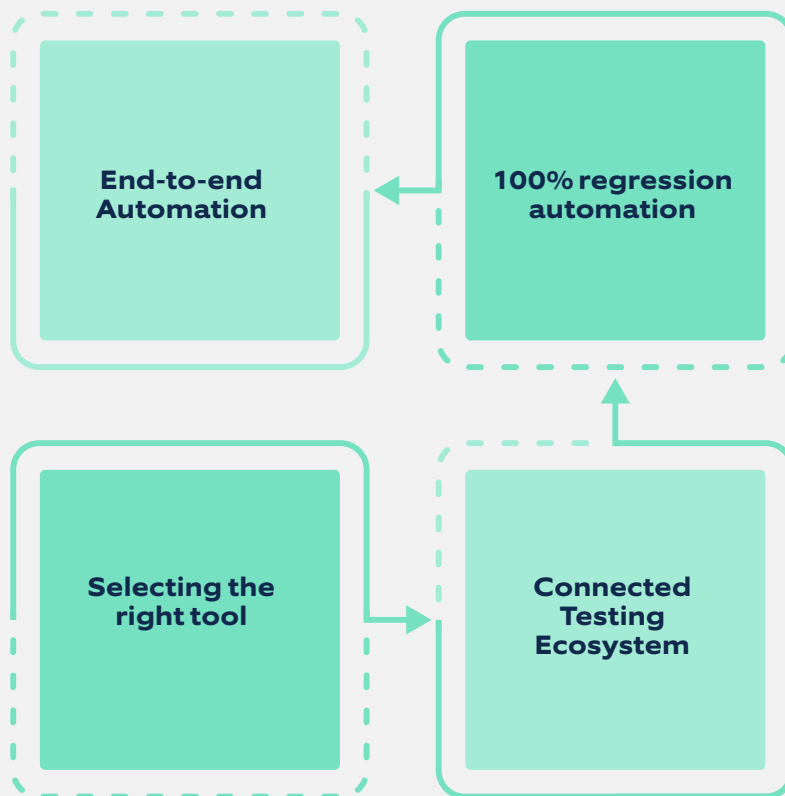 End-to-end
Automation
100% regression
automation
Selecting the
right tool
Connected
Testing
Ecosystem